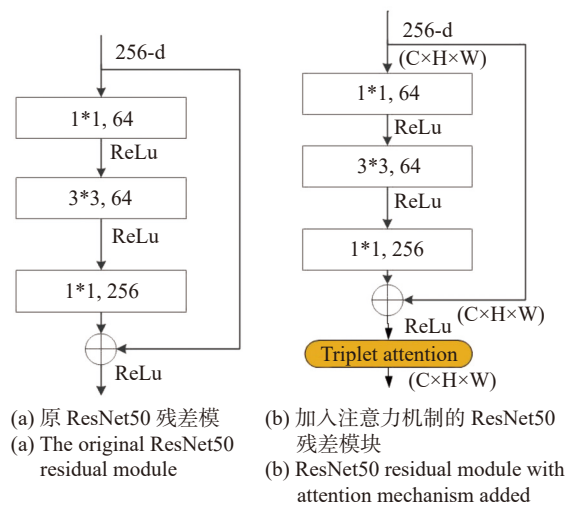 256-d
1*1, 64
ReLu
3*3, 64
ReLu
1*1, 256
ReLu
(a) 原 ResNet50 残差模
(a) The original ResNet50
residual module
256-d
(C×H×W)
1*1, 64
ReLu
3*3, 64
ReLu
1*1, 256
(C×H×W)
ReLu
Triplet attention
(C×H×W)
(b) 加入注意力机制的 ResNet50
残差模块
(b) ResNet50 residual module with
attention mechanism added